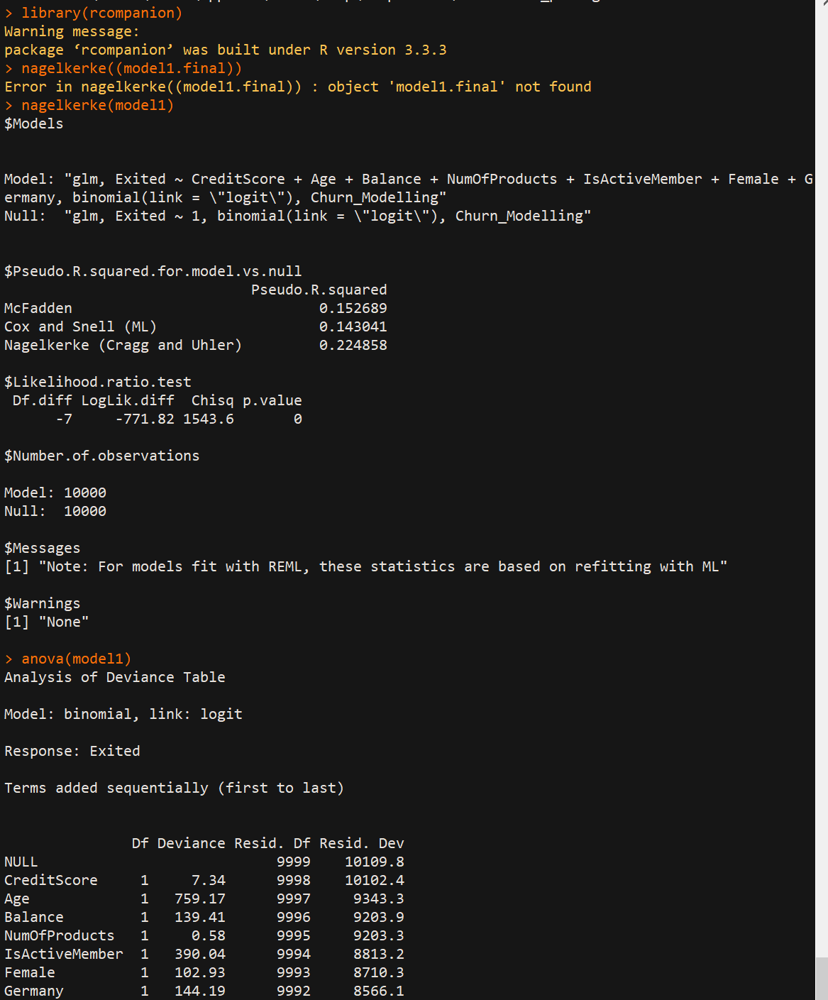 > library(rcompanion)
Warning message:
package ‘rcompanion’ was built under R version 3.3.3
> nagelkerke((model1.final))
Error in nagelkerke((model1.final)) : object 'model1.final' not found
> nagelkerke(model1)
$Models
Model: "glm, Exited ~ CreditScore + Age + Balance + NumOfProducts + IsActiveMember + Female + G
ermany, binomial(link = \"logit\"), Churn_Modelling"
Null:  "glm, Exited ~ 1, binomial(link = \"logit\"), Churn_Modelling"
$Pseudo.R.squared.for.model.vs.null
                             Pseudo.R.squared
McFadden                             0.152689
Cox and Snell (ML)                   0.143041
Nagelkerke (Cragg and Uhler)         0.224858
$Likelihood.ratio.test
 Df.diff LogLik.diff  Chisq p.value
      -7     -771.82 1543.6       0
$Number.of.observations
Model: 10000
Null:  10000
$Messages
[1] "Note: For models fit with REML, these statistics are based on refitting with ML"
$Warnings
[1] "None"
> anova(model1)
Analysis of Deviance Table
Model: binomial, link: logit
Response: Exited
Terms added sequentially (first to last)
               Df Deviance Resid. Df Resid. Dev
NULL                            9999    10109.8
CreditScore     1     7.34      9998    10102.4
Age             1   759.17      9997     9343.3
Balance         1   139.41      9996     9203.9
NumOfProducts   1     0.58      9995     9203.3
IsActiveMember  1   390.04      9994     8813.2
Female          1   102.93      9993     8710.3
Germany         1   144.19      9992     8566.1